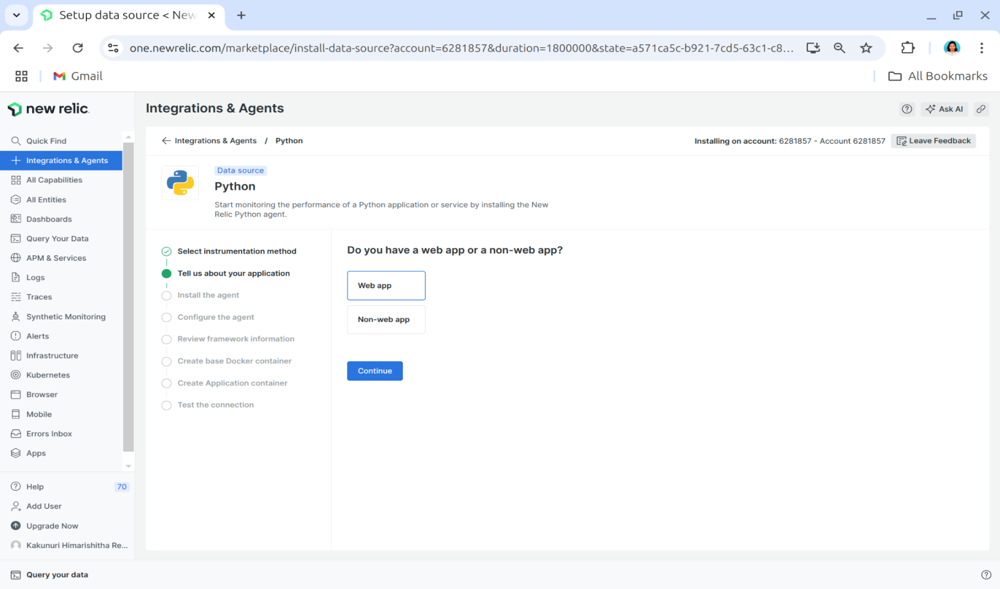 Setup data source < New
one.newrelic.com/marketplace/install-data-source?account=6281857&duration=1800000&state=a571ca5c-b921-7cd5-63c1-c8...
Gmail
All Bookmarks
new relic.
Integrations & Agents
Ask AI
Quick Find
Integrations & Agents
All Capabilities
All Entities
Dashboards
Query Your Data
APM & Services
Logs
Traces
Synthetic Monitoring
Alerts
Infrastructure
Kubernetes
Browser
Mobile
Errors Inbox
Apps
Help 70
Add User
Upgrade Now
Kakunuri Himarishitha Re...
Integrations & Agents / Python
Installing on account: 6281857 - Account 6281857
Leave Feedback
Data source
Python
Start monitoring the performance of a Python application or service by installing the New
Relic Python agent.
Select instrumentation method
Tell us about your application
Install the agent
Configure the agent
Review framework information
Create base Docker container
Create Application container
Test the connection
Do you have a web app or a non-web app?
Web app
Non-web app
Continue
Query your data